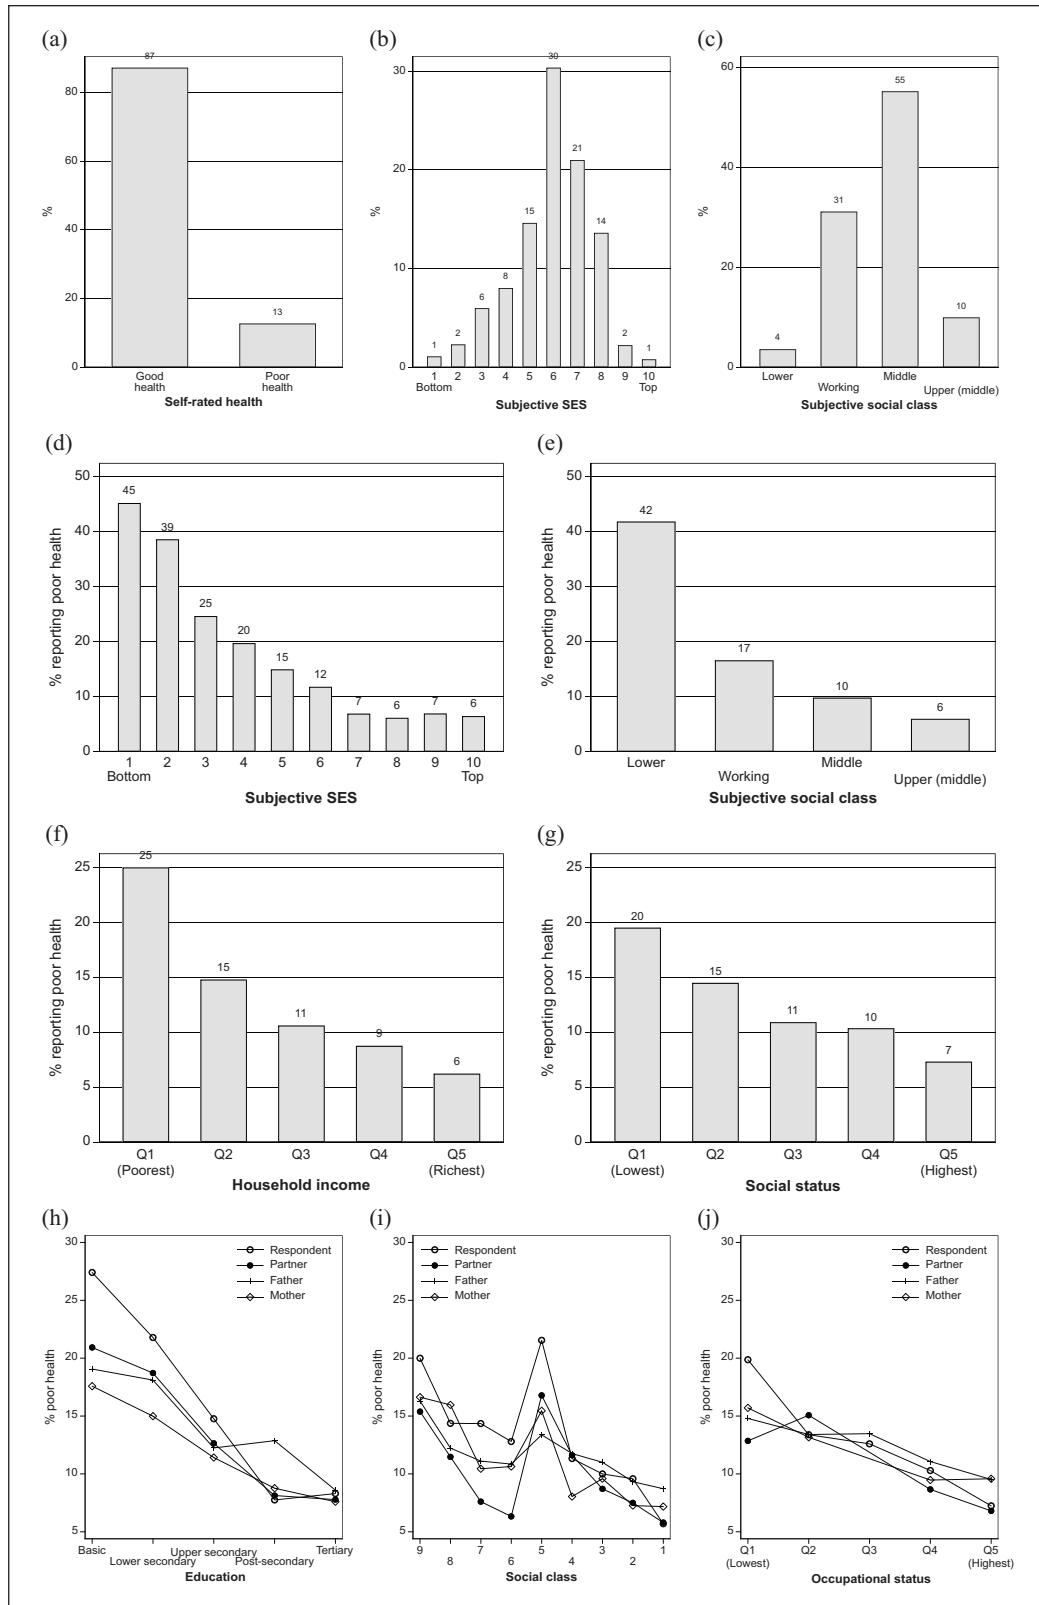 (a)
87
80
60
40
20
0
%
13
Good
health
Poor
health
Self-rated health
(b)
30
20
10
0
%
1
2
6
8
15
30
21
14
2
1
1 2 3 4 5 6 7 8 9 10
Bottom Top
Subjective SES
(c)
60
40
20
0
%
4
31
55
10
Lower
Working
Middle
Upper (middle)
Subjective social class
(d)
50
40
30
20
10
0
% reporting poor health
45
39
25
20
15
12
7
6
7
6
1 2 3 4 5 6 7 8 9 10
Bottom Top
Subjective SES
(e)
50
40
30
20
10
0
% reporting poor health
42
17
10
6
Lower
Working
Middle
Upper (middle)
Subjective social class
(f)
25
20
15
10
5
0
% reporting poor health
25
15
11
9
6
Q1 Q2 Q3 Q4 Q5
(Poorest) (Richest)
Household income
(g)
25
20
15
10
5
0
% reporting poor health
20
15
11
10
7
Q1 Q2 Q3 Q4 Q5
(Lowest) (Highest)
Social status
(h)
30
25
20
15
10
5
% poor health
Respondent
Partner
Father
Mother
Basic
Lower secondary
Upper secondary
Post-secondary
Tertiary
Education
(i)
30
25
20
15
10
5
% poor health
Respondent
Partner
Father
Mother
9 8 7 6 5 4 3 2 1
Social class
(j)
30
25
20
15
10
5
% poor health
Respondent
Partner
Father
Mother
Q1 Q2 Q3 Q4 Q5
(Lowest) (Highest)
Occupational status